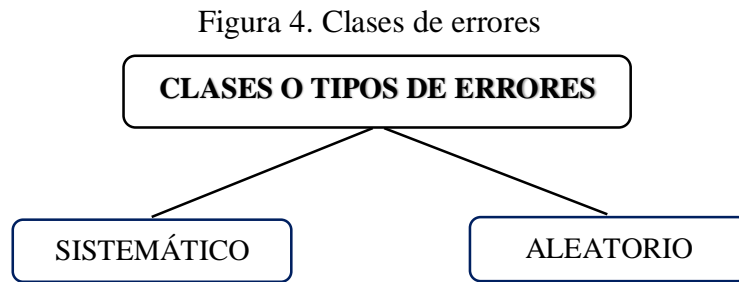 Figura 4. Clases de errores
CLASES O TIPOS DE ERRORES
SISTEMÁTICO
ALEATORIO